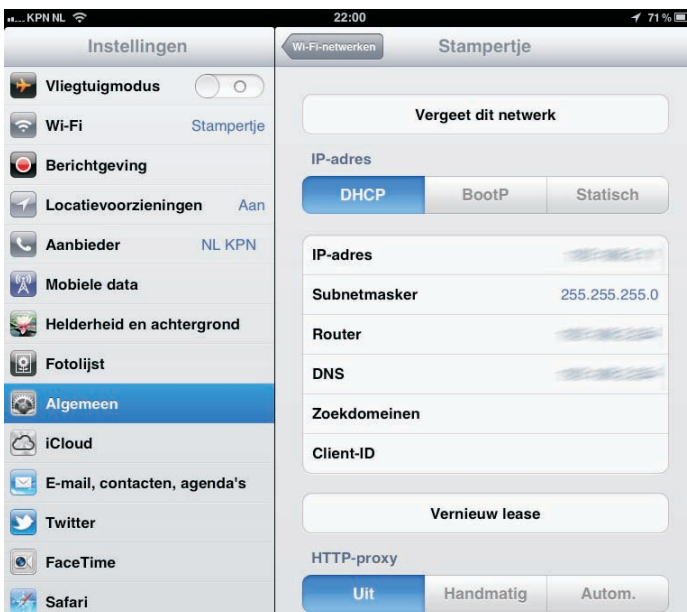 KPN NL 22:00 71 %
Instellingen
Vliegtuigmodus
Wi-Fi Stampertje
Berichtgeving
Locatievoorzieningen Aan
Aanbieder NL KPN
Mobiele data
Helderheid en achtergrond
Fotolijst
Algemeen
iCloud
E-mail, contacten, agenda's
Twitter
FaceTime
Safari
Wi-Fi-netwerken Stampertje
Vergeet dit netwerk
IP-adres
DHCP BootP Statisch
IP-adres
Subnetmasker 255.255.255.0
Router
DNS
Zoekdomeinen
Client-ID
Vernieuw lease
HTTP-proxy
Uit Handmatig Autom.